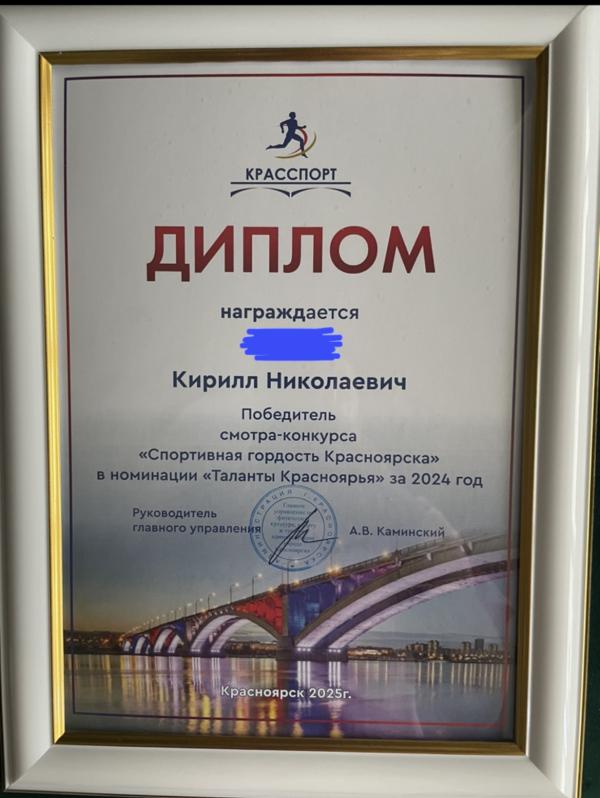 КРАССПОРТ
ДИПЛОМ
награждается
Кирилл Николаевич
Победитель
смотра-конкурса
«Спортивная гордость Красноярска»
в номинации «Таланты Красноярья» за 2024 год
Руководитель
главного управления
А.В. Каминский
Красноярск 2025г.